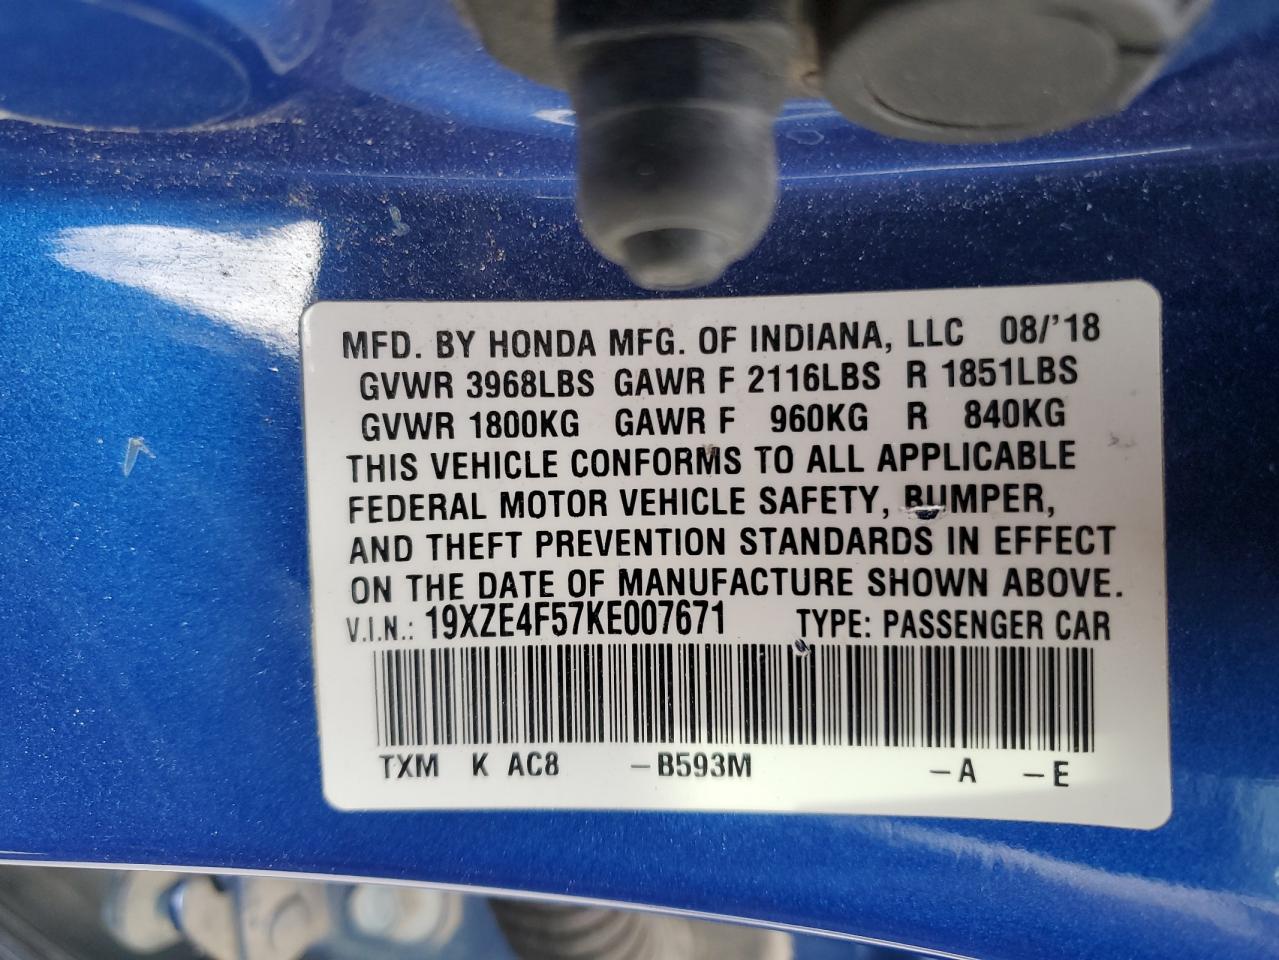 MFD. BY HONDA MFG. OF INDIANA, LLC 08/'18
GVWR 3968LBS GAWR F 2116LBS R 1851LBS
GVWR 1800KG GAWR F 960KG R 840KG
THIS VEHICLE CONFORMS TO ALL APPLICABLE
FEDERAL MOTOR VEHICLE SAFETY, BUMPER,
AND THEFT PREVENTION STANDARDS IN EFFECT
ON THE DATE OF MANUFACTURE SHOWN ABOVE.
V.I.N.: 19XZE4F57KE007671 TYPE: PASSENGER CAR
TXM K AC8 -B593M -A -E